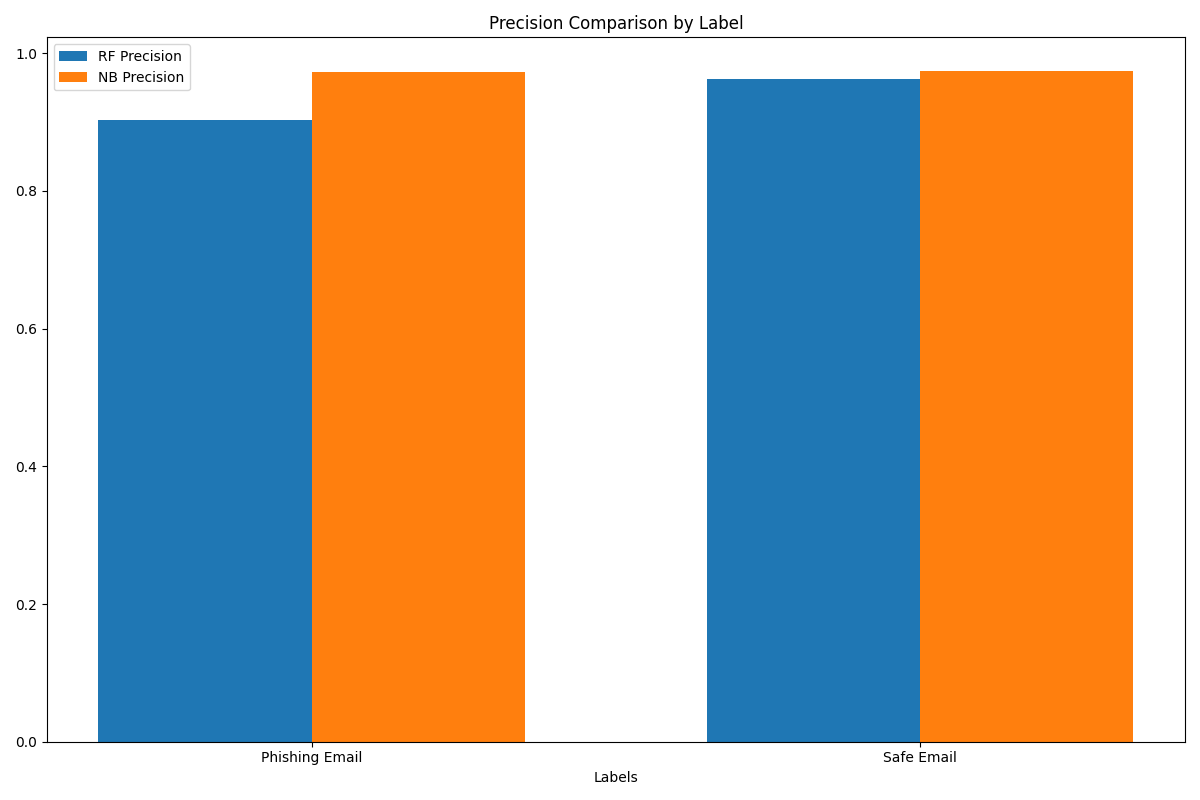 Precision Comparison by Label
RF Precision
NB Precision
1.0
0.8
0.6
0.4
0.2
0.0
Phishing Email
Safe Email
Labels